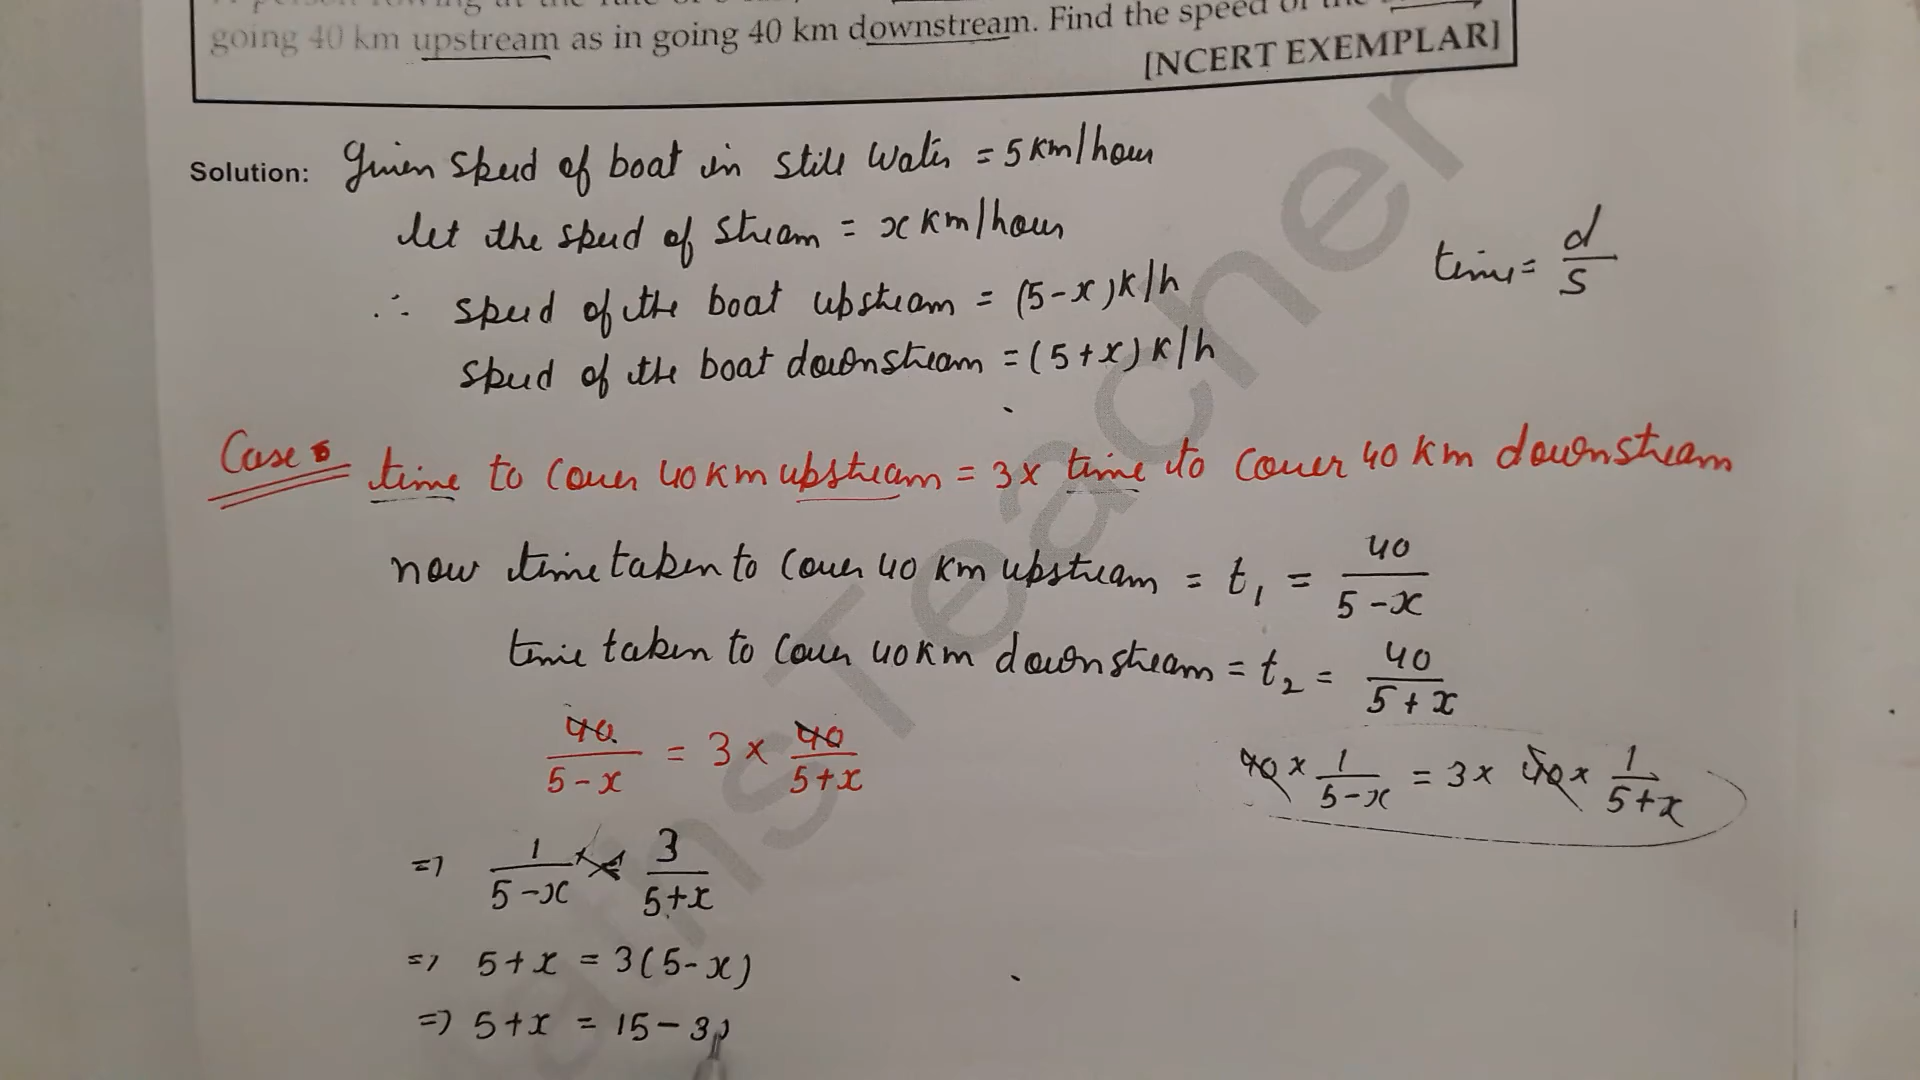 going 40 km upstream as in going 40 km downstream. Find the speed of the
[NCERT EXEMPLAR]
Solution: Given speed of boat in still water = 5 km/hour
let the speed of stream = x km/hour
∴ speed of the boat upstream = (5-x) k/h
time = d/s
speed of the boat downstream = (5+x) k/h
Case: time to cover 40 km upstream = 3 x time to cover 40 km downstream
now time taken to cover 40 km upstream = t₁ = 40/(5-x)
time taken to cover 40 km downstream = t₂ = 40/(5+x)
40/(5-x) = 3 x 40/(5+x)
40 x 1/(5-x) = 3 x 40 x 1/(5+x)
=> 1/(5-x) = 3/(5+x)
=> 5+x = 3(5-x)
=> 5+x = 15-3
MathsTeacher